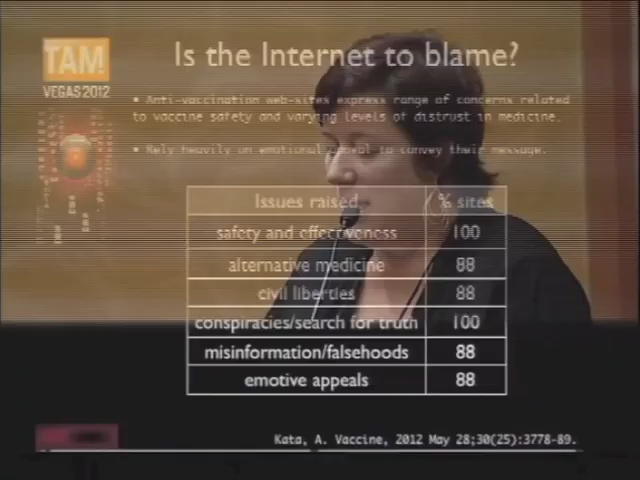 TAM!
VEGAS 2012
Is the Internet to blame?
• Anti-vaccination web-sites express range of concerns related
to vaccine safety and varying levels of distrust in medicine.
• Rely heavily on emotional appeal to convey their message.
Issues raised % sites
safety and effectiveness 100
alternative medicine 88
civil liberties 88
conspiracies/search for truth 100
misinformation/falsehoods 88
emotive appeals 88
Kata, A. Vaccine, 2012 May 28;30(25):3778-89.